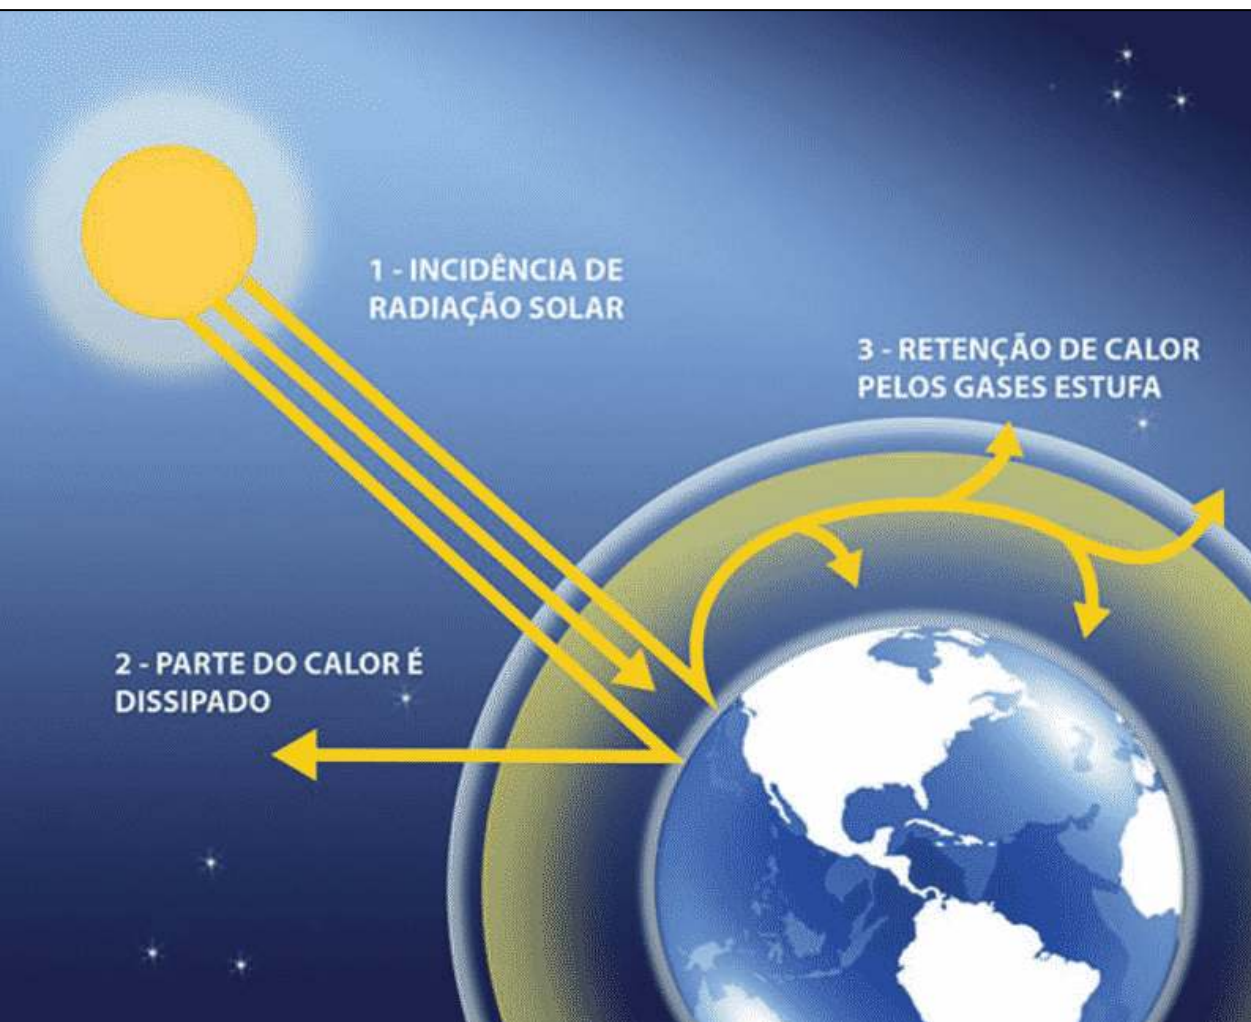 1 - INCIDÊNCIA DE
RADIAÇÃO SOLAR
3 - RETENÇÃO DE CALOR
PELOS GASES ESTUFA
2 - PARTE DO CALOR É
DISSIPADO